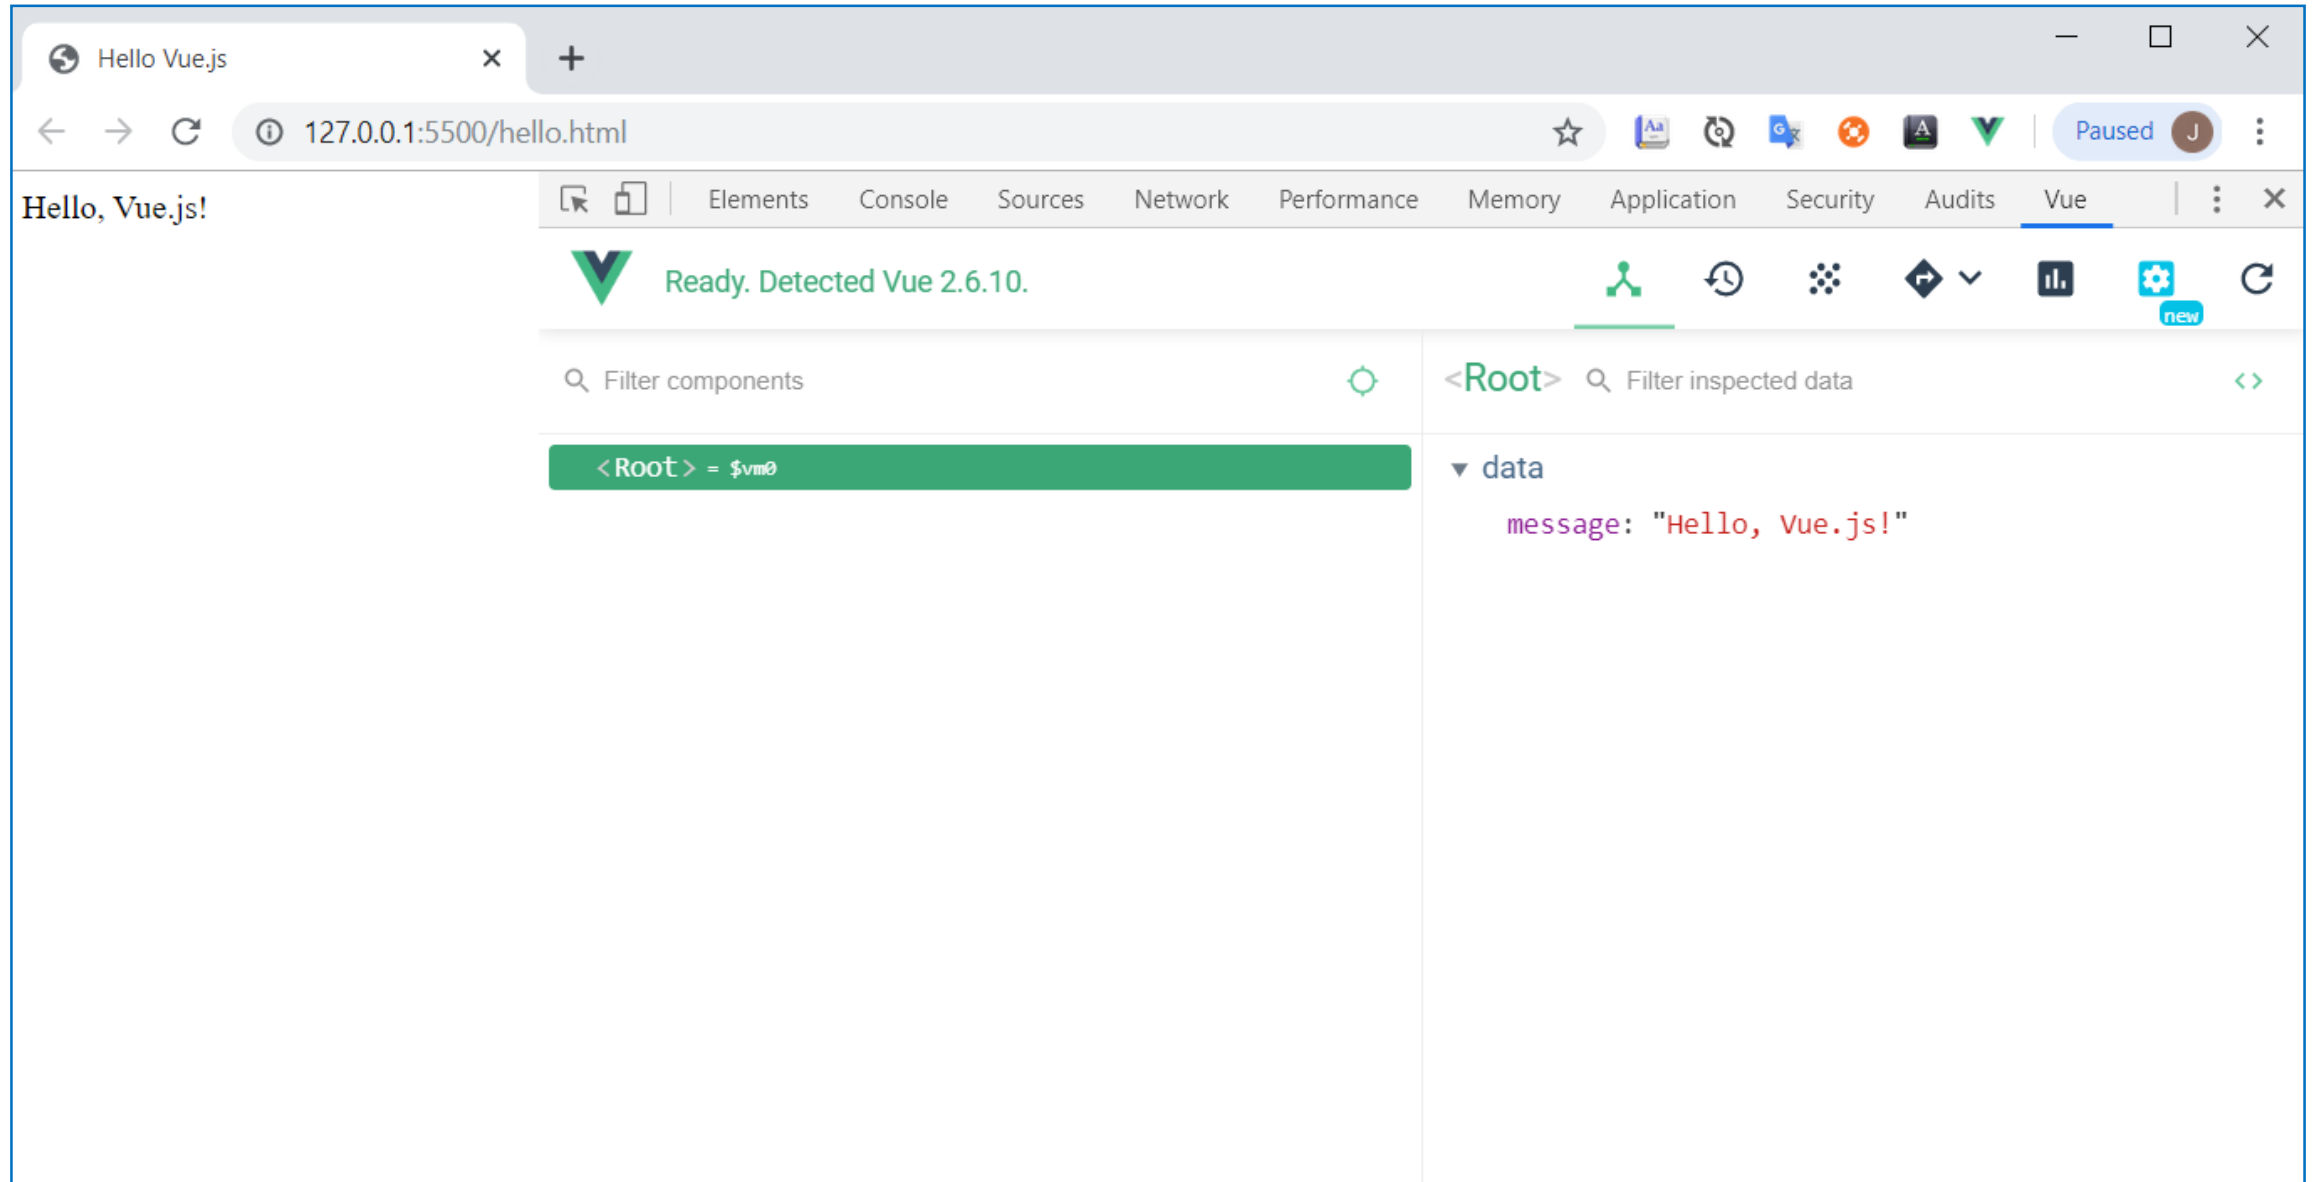 Hello Vue.js
127.0.0.1:5500/hello.html
Paused J
Hello, Vue.js!
Elements Console Sources Network Performance Memory Application Security Audits Vue
Ready. Detected Vue 2.6.10.
new
Filter components
<Root> Filter inspected data
<Root> = $vm0
data
message: "Hello, Vue.js!"